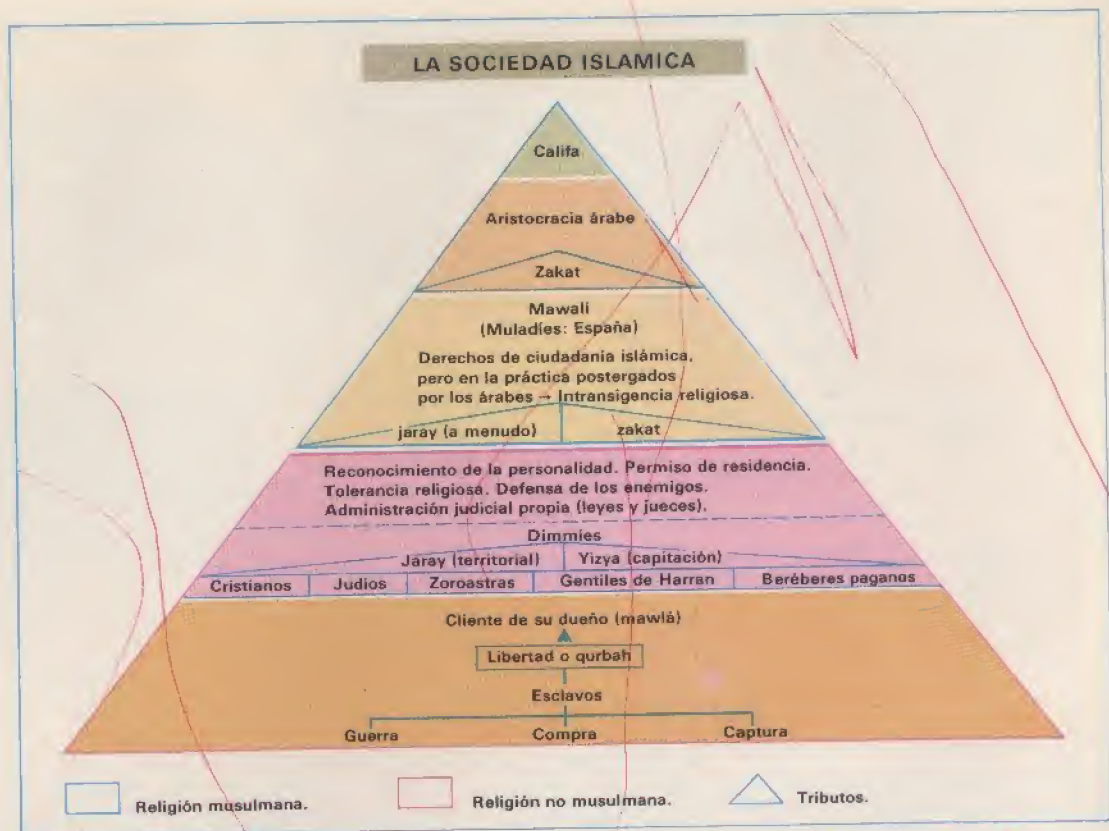 LA SOCIEDAD ISLAMICA
Califa
Aristocracia árabe
Zakat
Mawali
(Muladíes: España)
Derechos de ciudadanía islámica,
pero en la práctica postergados
por los árabes → Intransigencia religiosa.
jaray (a menudo) zakat
Reconocimiento de la personalidad. Permiso de residencia.
Tolerancia religiosa. Defensa de los enemigos.
Administración judicial propia (leyes y jueces).
Dimmíes
Jaray (territorial) Yizya (capitación)
Cristianos Judios Zoroastras Gentiles de Harran Beréberes paganos
Cliente de su dueño (mawlá)
Libertad o qurbah
Esclavos
Guerra Compra Captura
Religión musulmana. Religión no musulmana. Tributos.